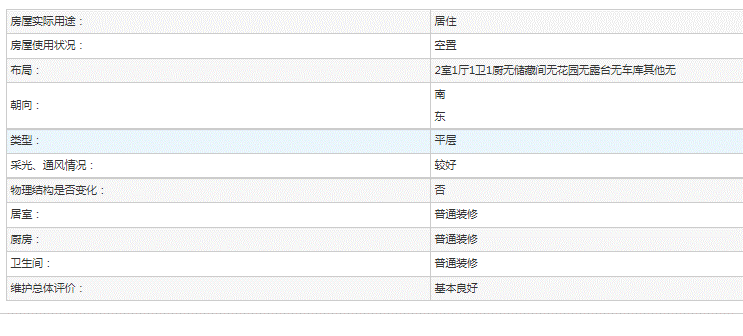 房屋实际用途：	居住
房屋使用状况：	空置
布局：	2室1厅1卫1厨无储藏间无花园无露台无车库其他无
朝向：	南
东
类型：	平层
采光、通风情况：	较好
物理结构是否变化：	否
居室：	普通装修
厨房：	普通装修
卫生间：	普通装修
维护总体评价：	基本良好